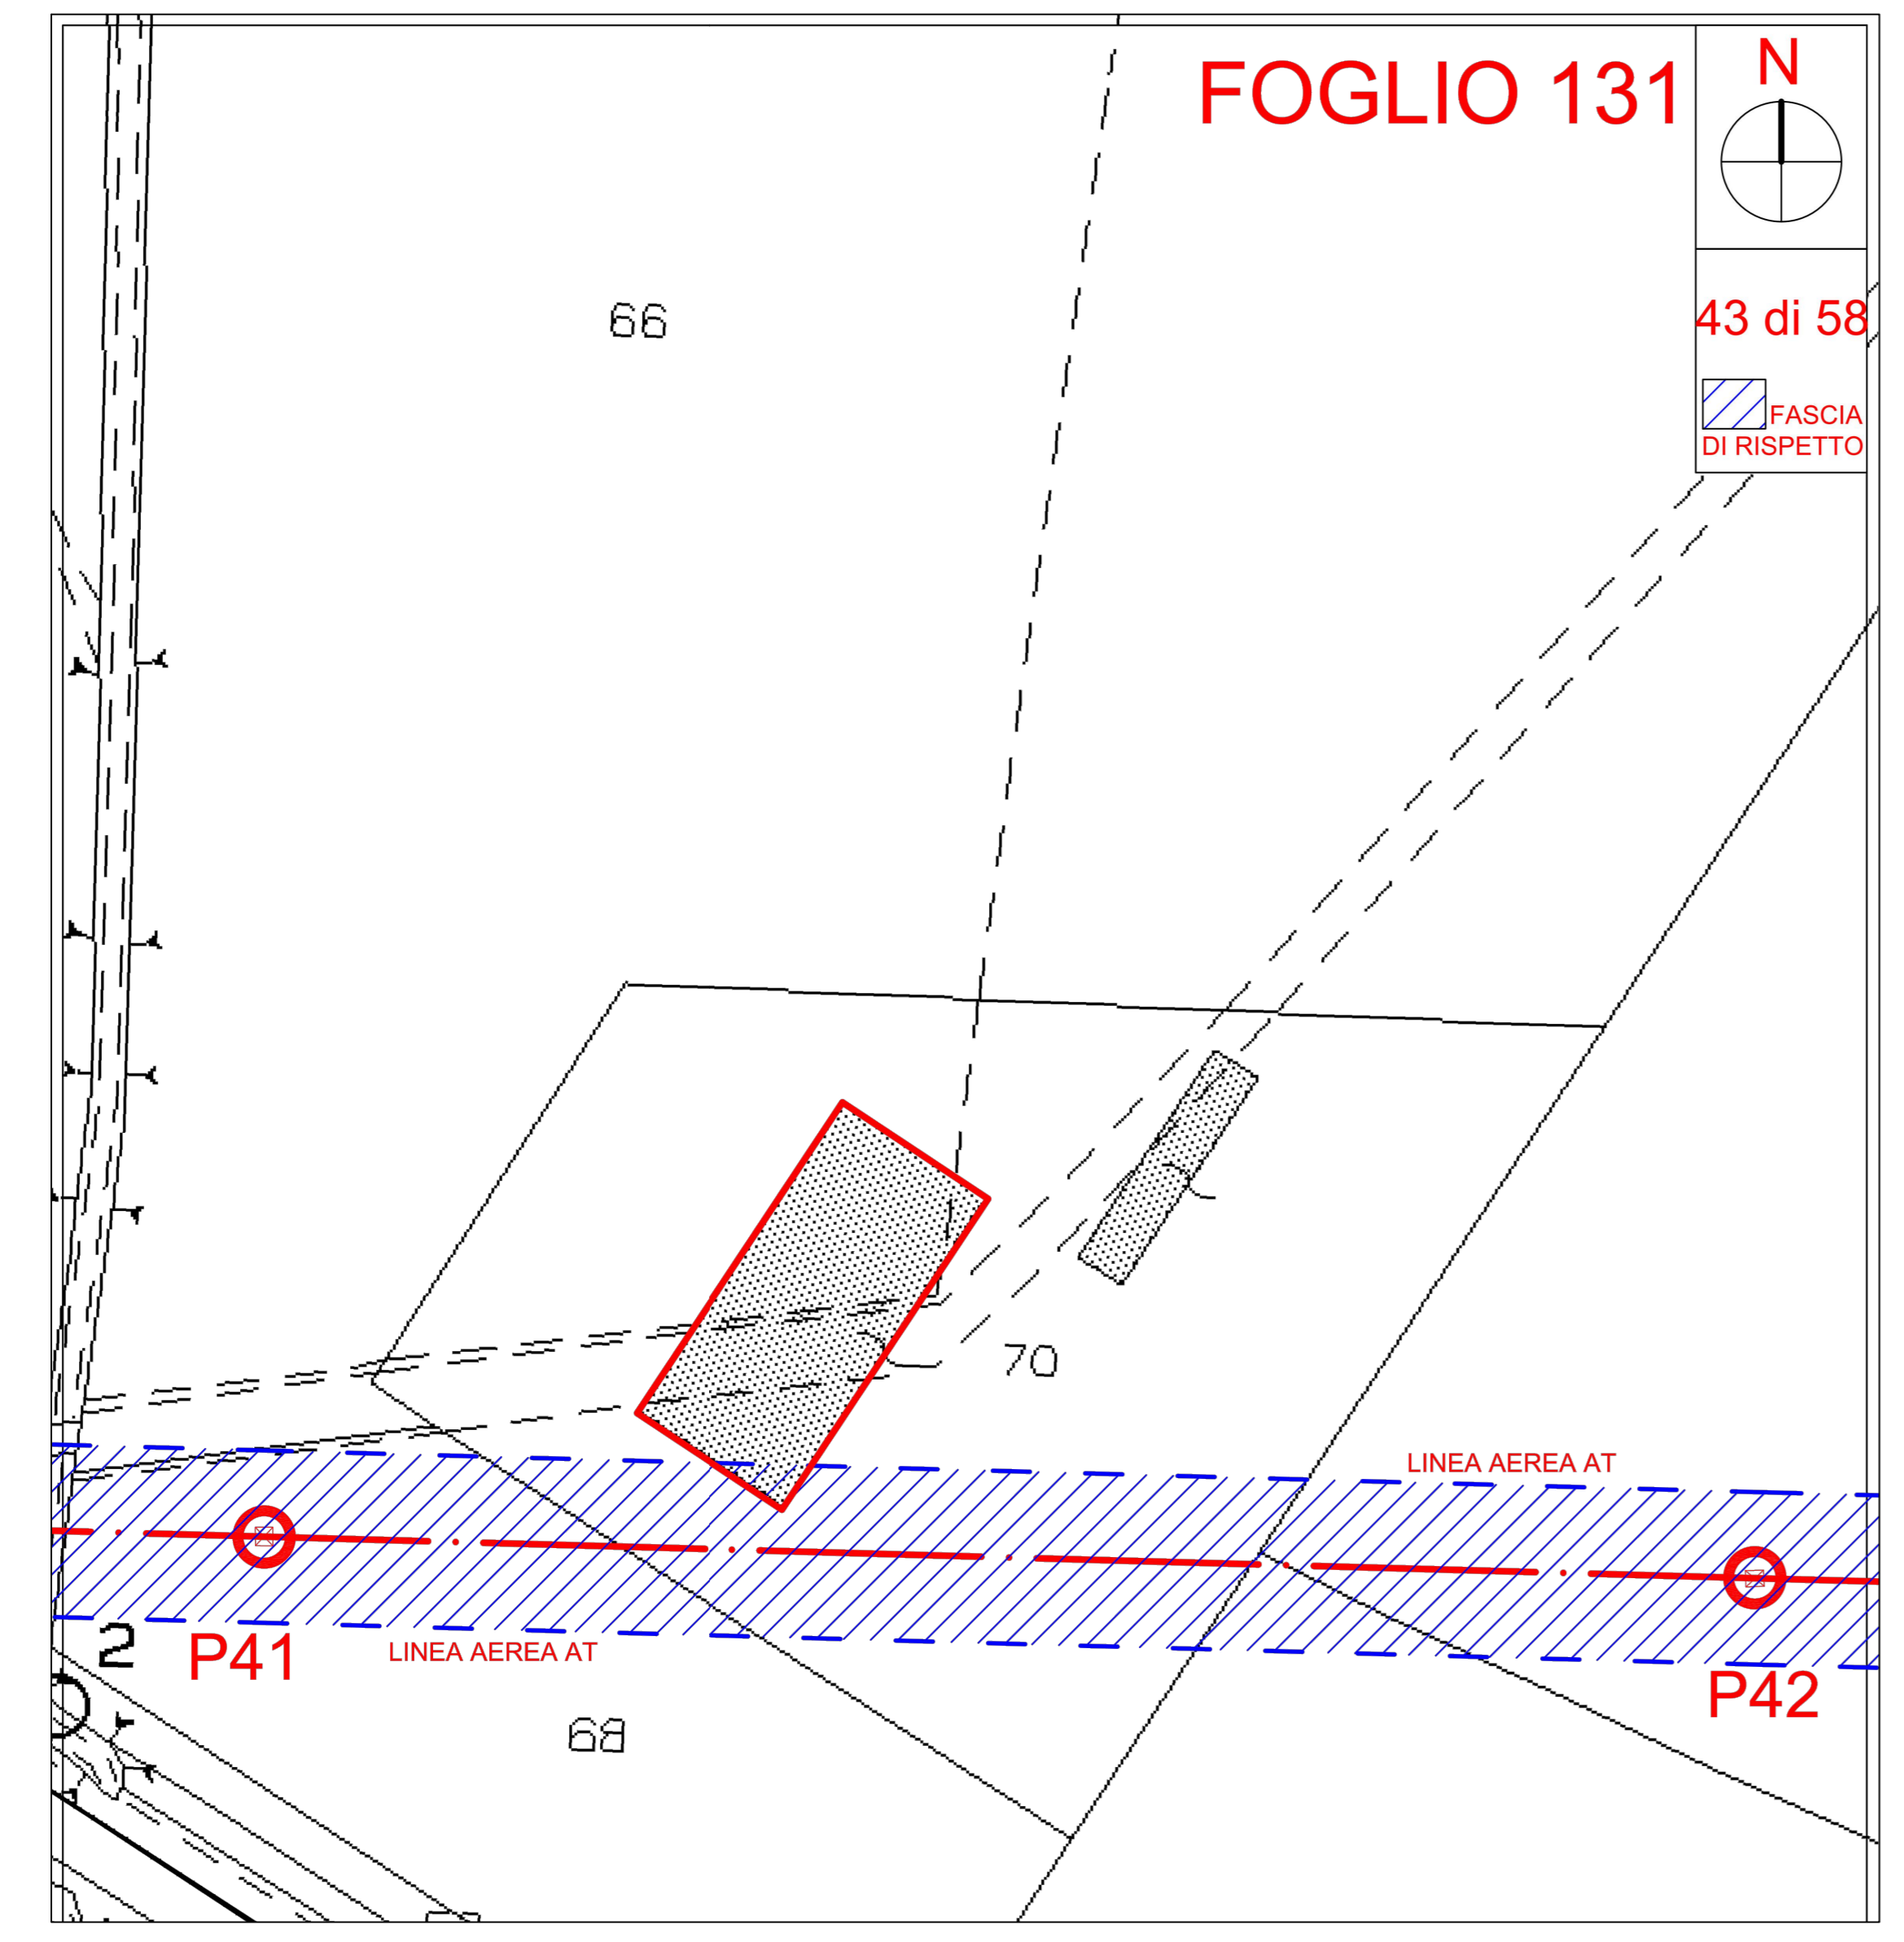 FOGLIO 131
N
66
43 di 58
FASCIA
DI RISPETTO
70
LINEA AEREA AT
2
P41
LINEA AEREA AT
P42